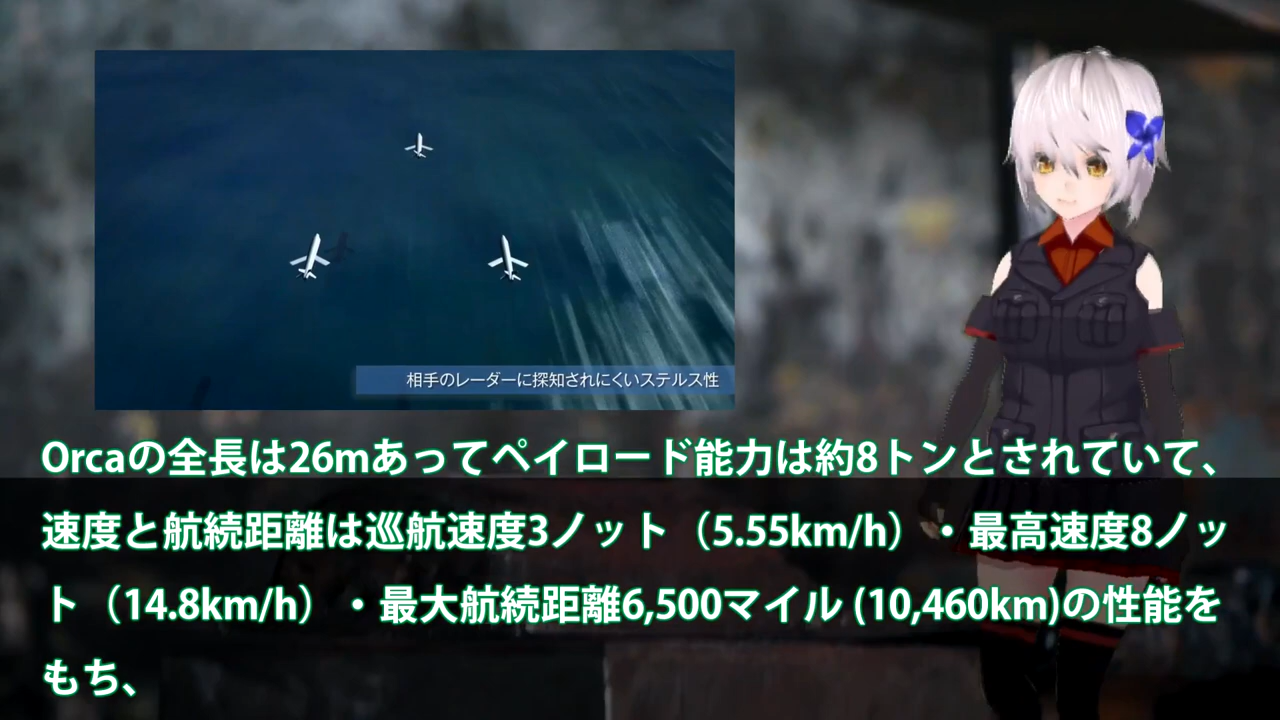 相手のレーダーに探知されにくいステルス性
Orcaの全長は26mあってペイロード能力は約8トンとされていて、
速度と航続距離は巡航速度3ノット（5.55km/h）・最高速度8ノッ
ト（14.8km/h）・最大航続距離6,500マイル (10,460km)の性能を
もち、